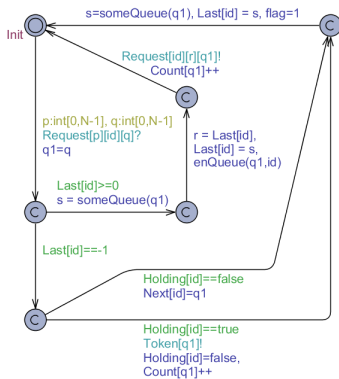 s=someQueue(q1), Last[id] = s, flag=1
C
Init
Request[id][r][q1]!
Count[q1]++
C
p:int[0,N-1], q:int[0,N-1]
Request[p][id][q]?
q1=q
r = Last[id],
Last[id] = s,
enQueue(q1,id)
Last[id]>=0
s = someQueue(q1)
C
C
Last[id]==-1
Holding[id]==false
Next[id]=q1
C
Holding[id]==true
Token[q1]!
Holding[id]=false,
Count[q1]++